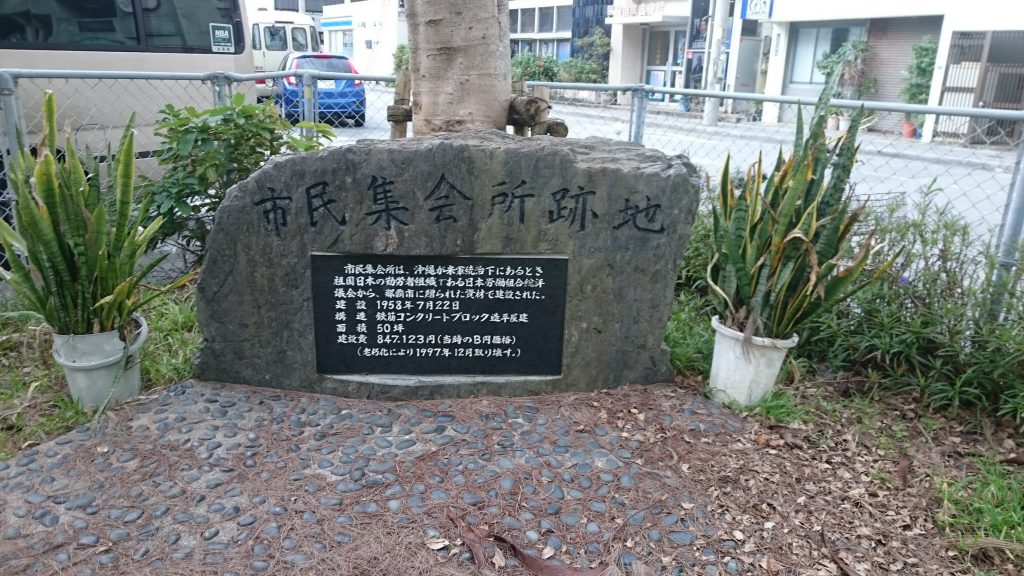 市民集会所跡地
市民集会所は、沖縄が米軍統治下にあるとき
祖国日本の勤労者組織である日本労働組合総評
議会から、那覇市に贈られた資材で建設された。
建 設 1958年7月22日
構 造 鉄筋コンクリートブロック造平屋建
面 積 50坪
建設費 847.123円(当時のB円価格)
(老朽化により1997年12月取り壊す。)
NBA